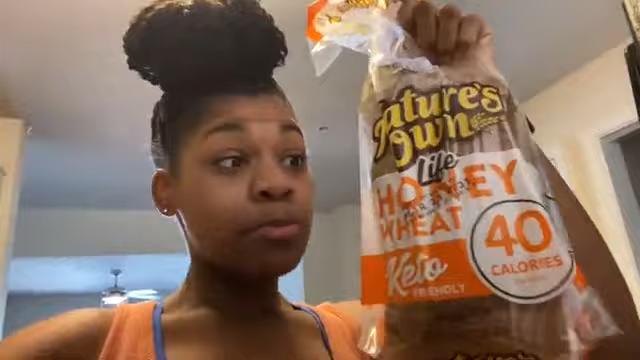 Nature's
Own
Life
HONEY
WHEAT
40
CALORIES
Keto
FRIENDLY